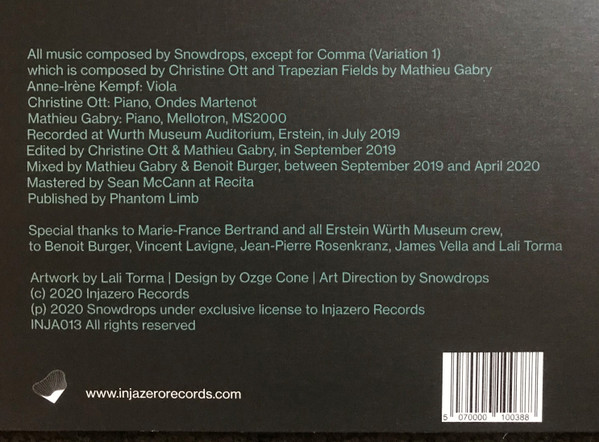 All music composed by Snowdrops, except for Comma (Variation 1)
which is composed by Christine Ott and Trapezian Fields by Mathieu Gabry
Anne-Irène Kempf: Viola
Christine Ott: Piano, Ondes Martenot
Mathieu Gabry: Piano, Mellotron, MS2000
Recorded at Wurth Museum Auditorium, Erstein, in July 2019
Edited by Christine Ott & Mathieu Gabry, in September 2019
Mixed by Mathieu Gabry & Benoit Burger, between September 2019 and April 2020
Mastered by Sean McCann at Recita
Published by Phantom Limb
Special thanks to Marie-France Bertrand and all Erstein Würth Museum crew,
to Benoit Burger, Vincent Lavigne, Jean-Pierre Rosenkranz, James Vella and Lali Torma
Artwork by Lali Torma | Design by Ozge Cone | Art Direction by Snowdrops
(c) 2020 Injazero Records
(p) 2020 Snowdrops under exclusive license to Injazero Records
INJA013 All rights reserved
www.injazerorecords.com
5 070000 100388